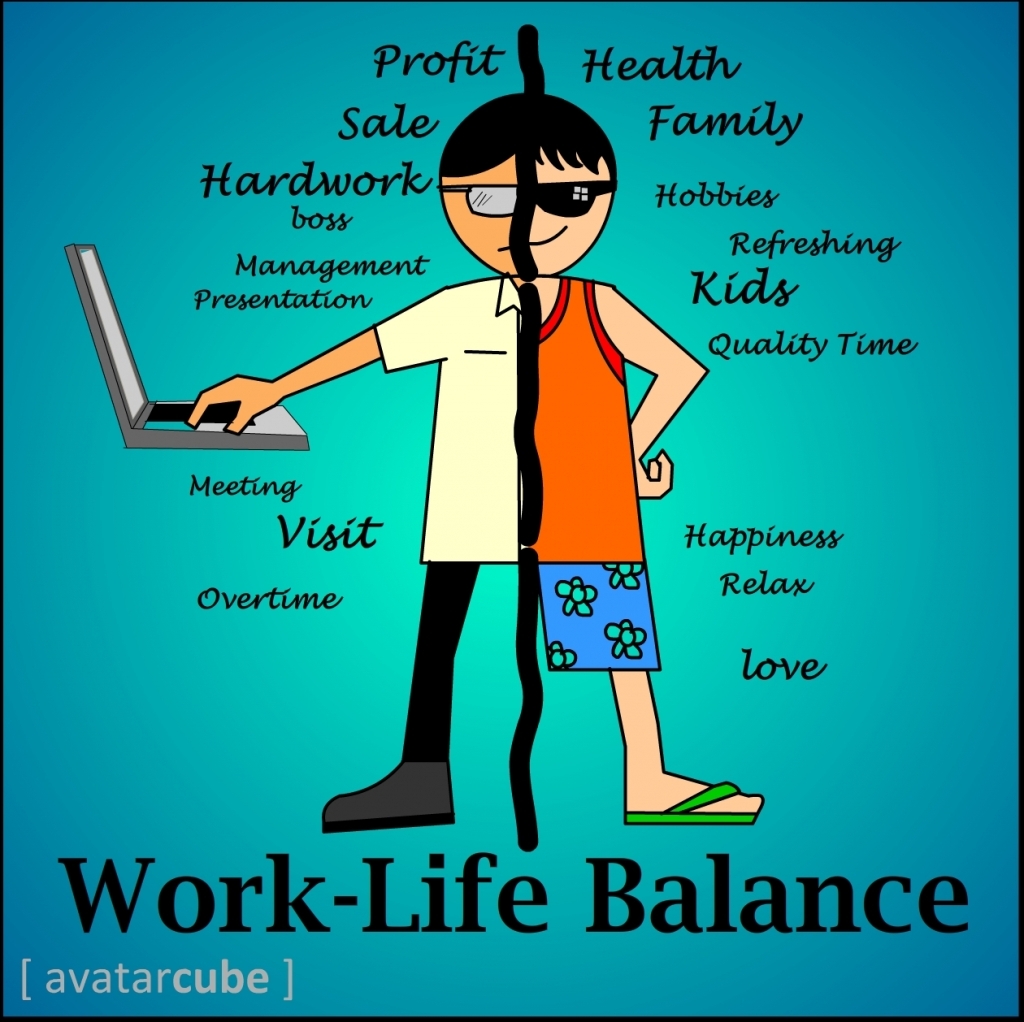 Profit
Sale
Hardwork
boss
Management
Presentation
Meeting
Visit
Overtime
Health
Family
Hobbies
Refreshing
Kids
Quality Time
Happiness
Relax
love
Work-Life Balance
[ avatarcube ]